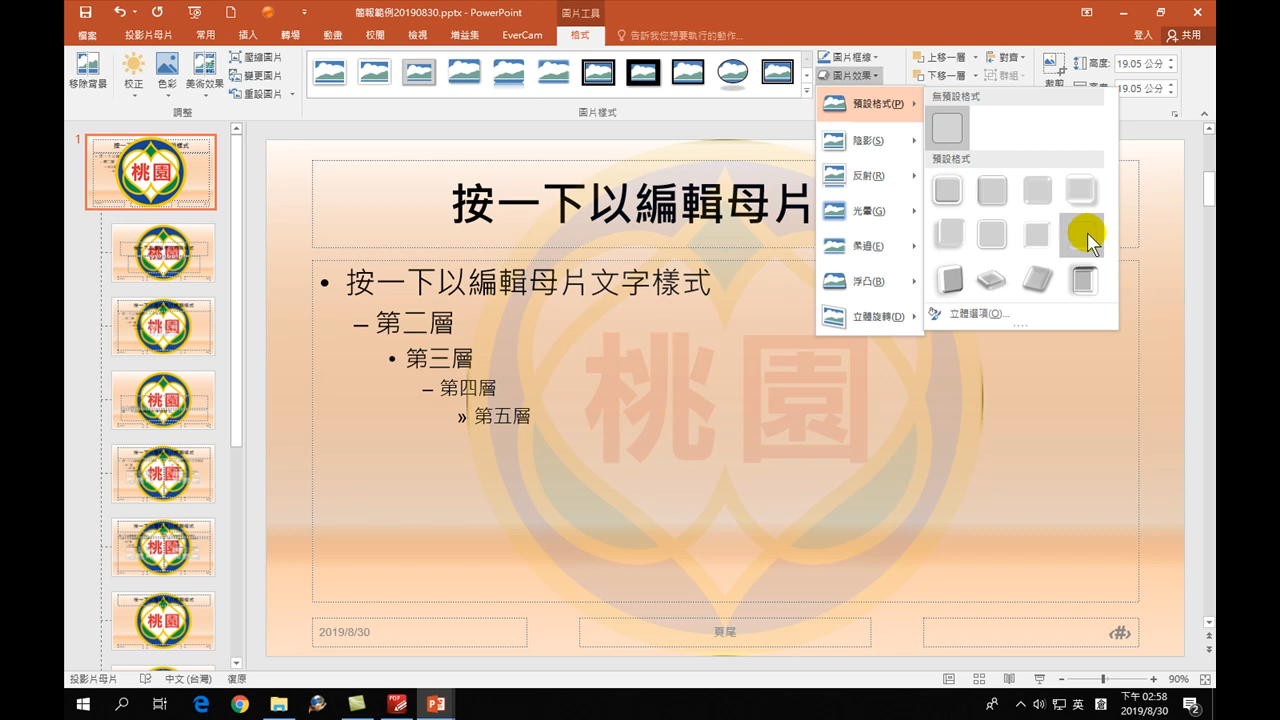 簡報範例20190830.pptx - PowerPoint
圖片工具
檔案
投影片母片
常用
插入
轉場
動畫
校閱
檢視
增益集
EverCam
格式
告訴我您想要執行的動作...
登入
共用
移除背景
校正
色彩
美術效果
壓縮圖片
變更圖片
重設圖片
調整
圖片樣式
圖片框線
圖片效果
上移一層
下移一層
對齊
群組
裁剪
高度:
19.05 公分
19.05 公分
預設格式(P)
陰影(S)
反射(R)
光暈(G)
柔邊(E)
浮凸(B)
立體旋轉(D)
無預設格式
預設格式
立體選項(O)...
1
桃園
按一下以編輯母片
• 按一下以編輯母片文字樣式
– 第二層
• 第三層
– 第四層
» 第五層
桃園
2019/8/30
頁尾
‹#›
投影片母片
中文 (台灣)
復原
90%
英
下午 02:58
2019/8/30
2